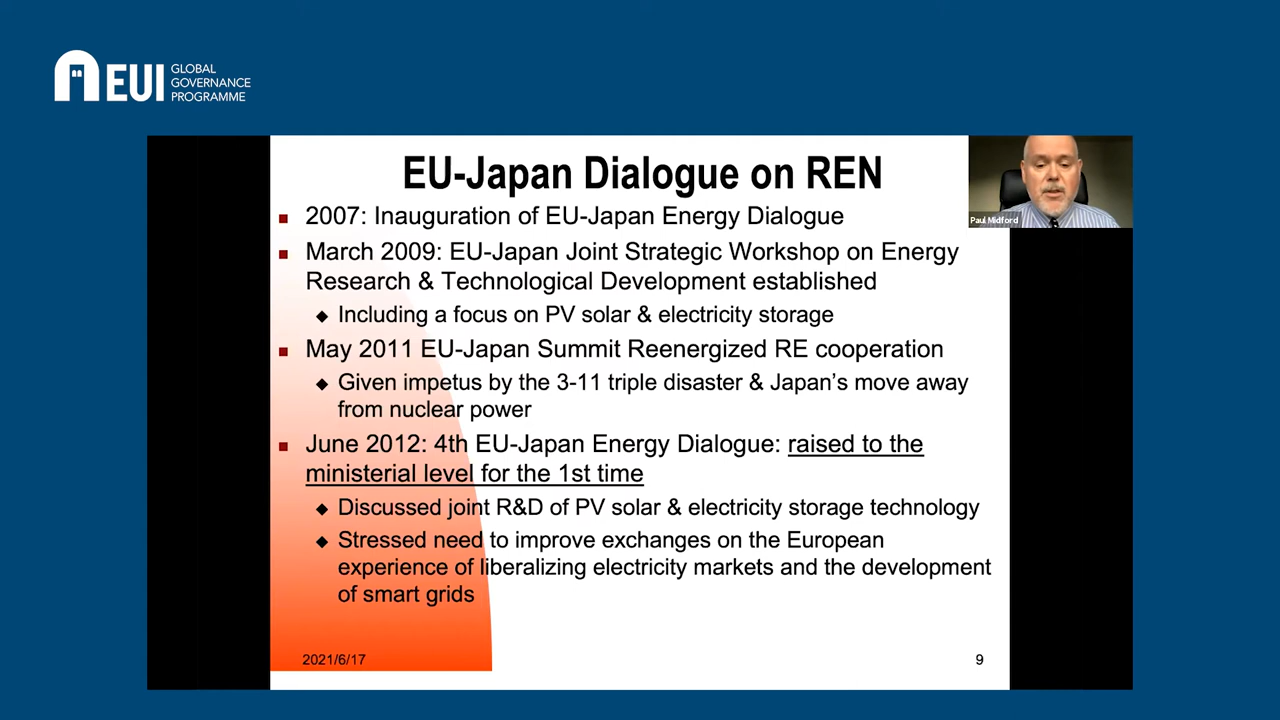 EUI
GLOBAL
GOVERNANCE
PROGRAMME
EU-Japan Dialogue on REN
Paul Midford
2007: Inauguration of EU-Japan Energy Dialogue
March 2009: EU-Japan Joint Strategic Workshop on Energy
Research & Technological Development established
Including a focus on PV solar & electricity storage
May 2011 EU-Japan Summit Reenergized RE cooperation
Given impetus by the 3-11 triple disaster & Japan's move away
from nuclear power
June 2012: 4th EU-Japan Energy Dialogue: raised to the
ministerial level for the 1st time
Discussed joint R&D of PV solar & electricity storage technology
Stressed need to improve exchanges on the European
experience of liberalizing electricity markets and the development
of smart grids
2021/6/17
9